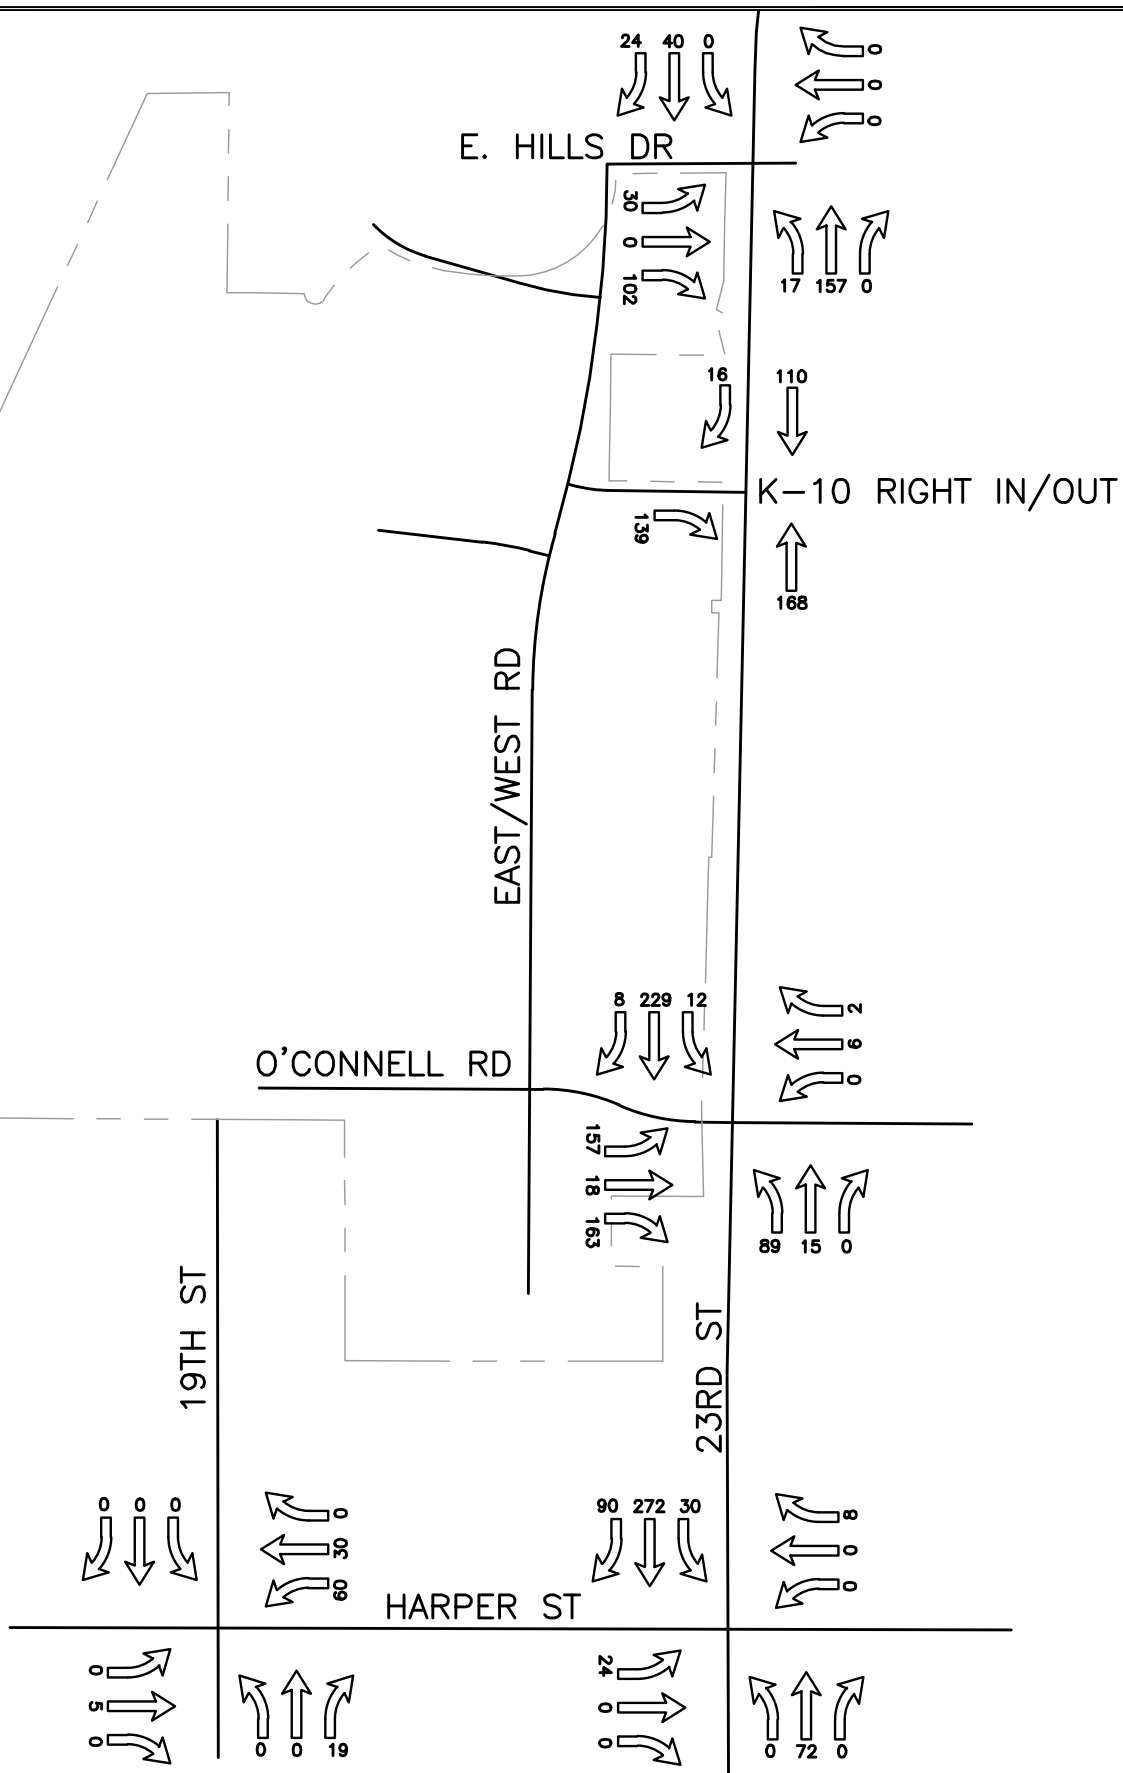 24 40 0
0
0
0
E. HILLS DR
30
0
102
17 157 0
16
110
K-10 RIGHT IN/OUT
139
168
EAST/WEST RD
8 229 12
2
6
0
O'CONNELL RD
157
18
163
89 15 0
19TH ST
23RD ST
0 0 0
0
30
60
90 272 30
8
0
0
HARPER ST
0
5
0
0 0 19
24
0
0
0 72 0